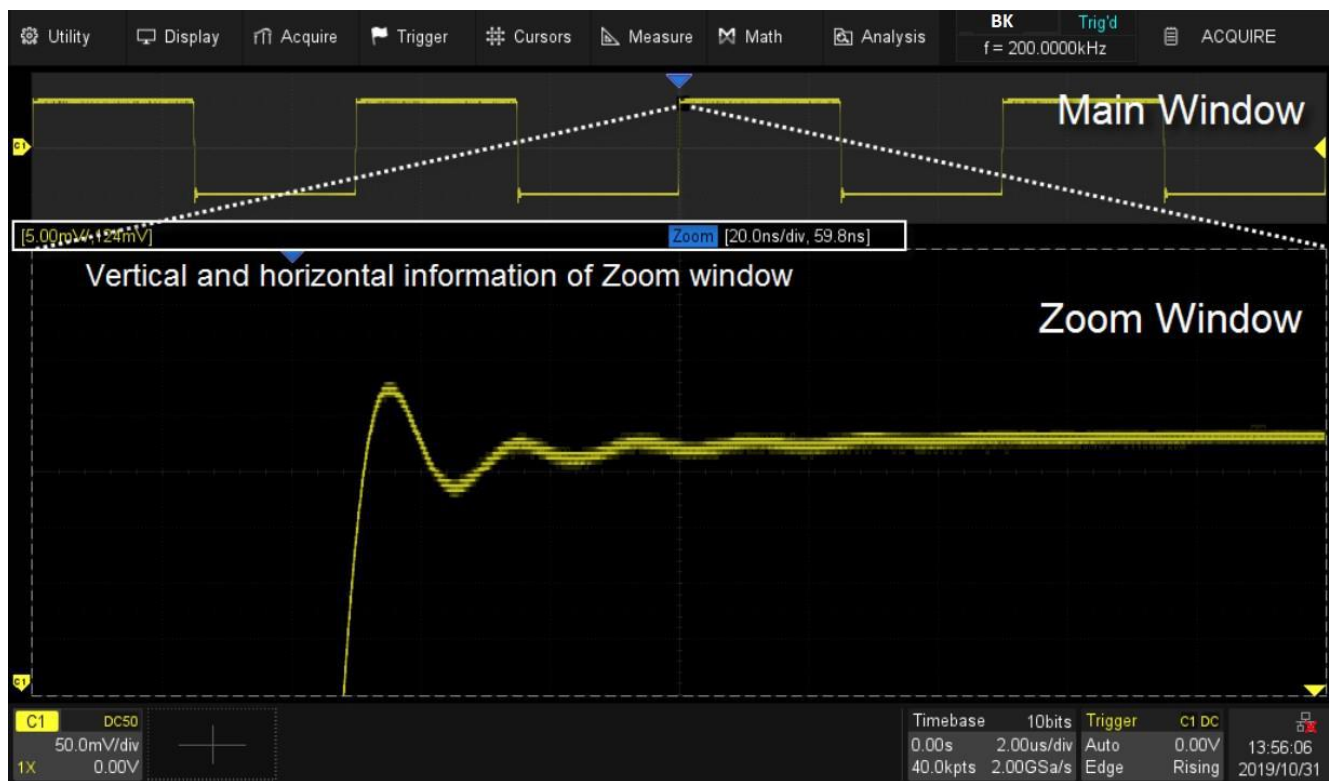 Utility Display Acquire Trigger Cursors Measure Math Analysis BK Trig'd ACQUIRE
f = 200.0000kHz
Main Window
C1
[5.00mV/,124mV] Zoom [20.0ns/div, 59.8ns]
Vertical and horizontal information of Zoom window
Zoom Window
C1
C1 DC50
50.0mV/div
1X 0.00V
Timebase 10bits
0.00s 2.00us/div
40.0kpts 2.00GSa/s
Trigger C1 DC
Auto 0.00V
Edge Rising
13:56:06
2019/10/31